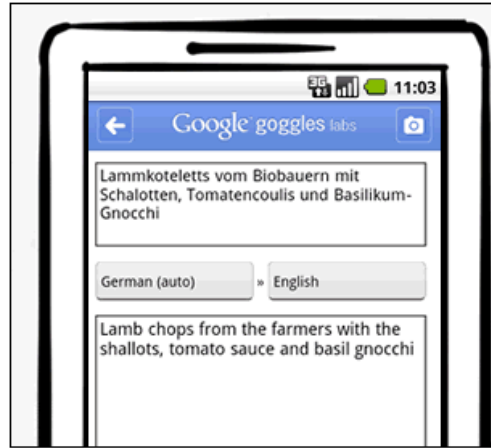 3G 11:03
Google goggles labs
Lammkoteletts vom Biobauern mit
Schalotten, Tomatencoulis und Basilikum-
Gnocchi
German (auto) » English
Lamb chops from the farmers with the
shallots, tomato sauce and basil gnocchi